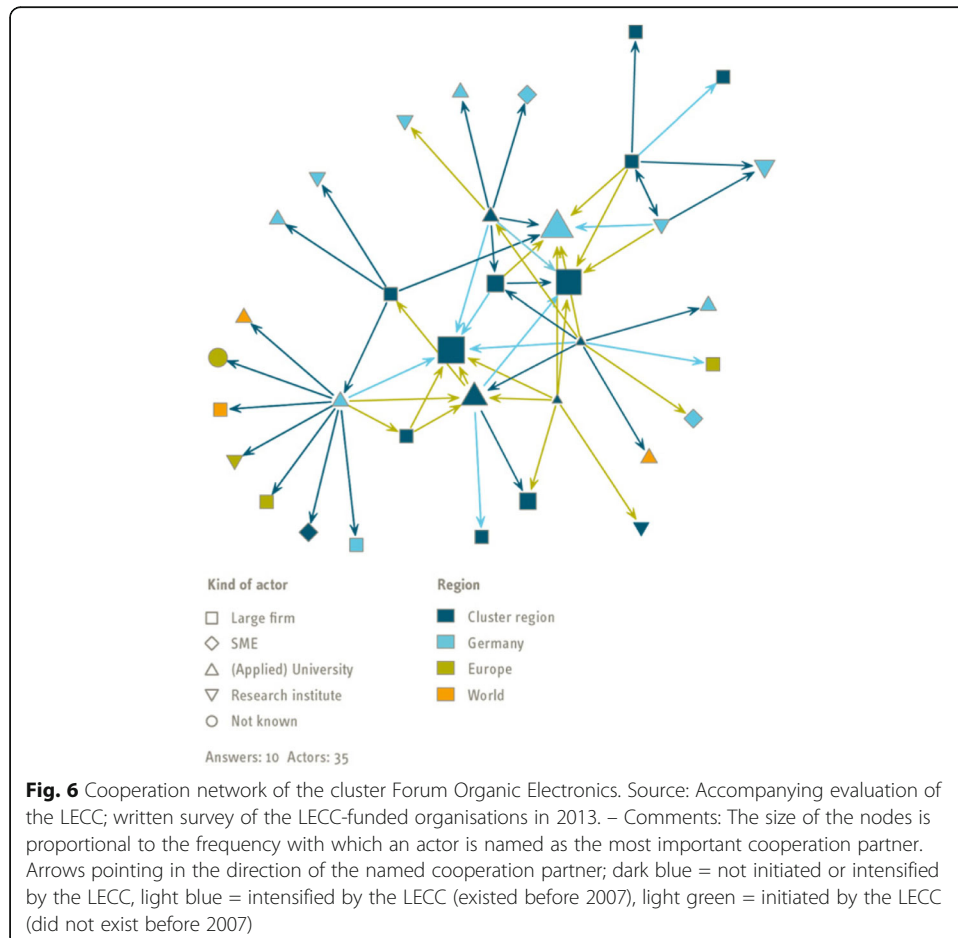 Kind of actor
Large firm
SME
(Applied) University
Research institute
Not known
Answers: 10 Actors: 35
Region
Cluster region
Germany
Europe
World
Fig. 6 Cooperation network of the cluster Forum Organic Electronics. Source: Accompanying evaluation of
the LECC; written survey of the LECC-funded organisations in 2013. – Comments: The size of the nodes is
proportional to the frequency with which an actor is named as the most important cooperation partner.
Arrows pointing in the direction of the named cooperation partner; dark blue = not initiated or intensified
by the LECC, light blue = intensified by the LECC (existed before 2007), light green = initiated by the LECC
(did not exist before 2007)